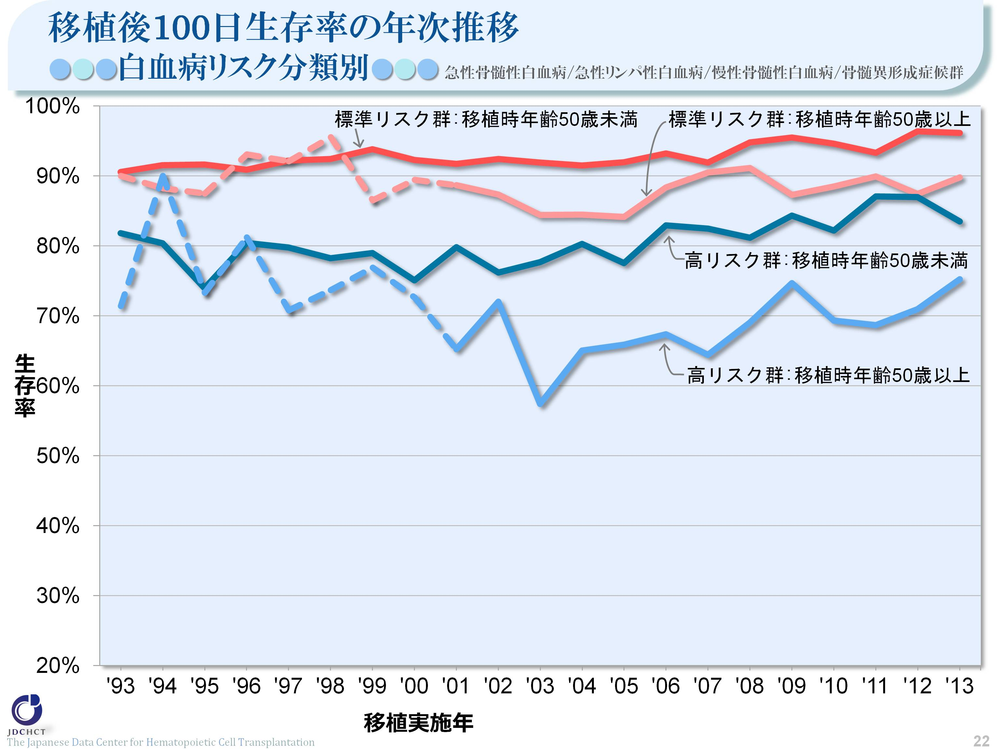 移植後100日生存率の年次推移
白血病リスク分類別
急性骨髄性白血病/急性リンパ性白血病/慢性骨髄性白血病/骨髄異形成症候群
100%
標準リスク群：移植時年齢50歳未満
標準リスク群：移植時年齢50歳以上
90%
80%
高リスク群：移植時年齢50歳未満
70%
生存率
高リスク群：移植時年齢50歳以上
60%
50%
40%
30%
20%
'93 '94 '95 '96 '97 '98 '99 '00 '01 '02 '03 '04 '05 '06 '07 '08 '09 '10 '11 '12 '13
移植実施年
JDCHCT
The Japanese Data Center for Hematopoietic Cell Transplantation
22